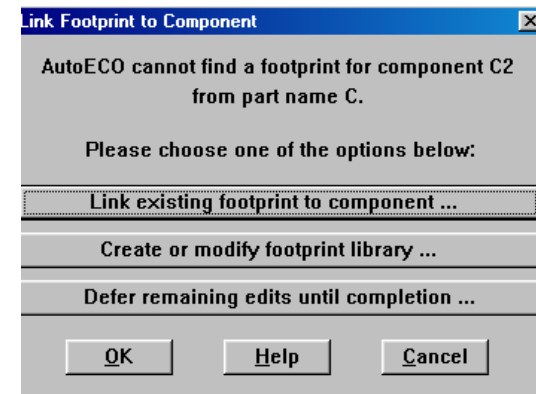 Link Footprint to Component
AutoECO cannot find a footprint for component C2
from part name C.
Please choose one of the options below:
Link existing footprint to component ...
Create or modify footprint library ...
Defer remaining edits until completion ...
OK Help Cancel